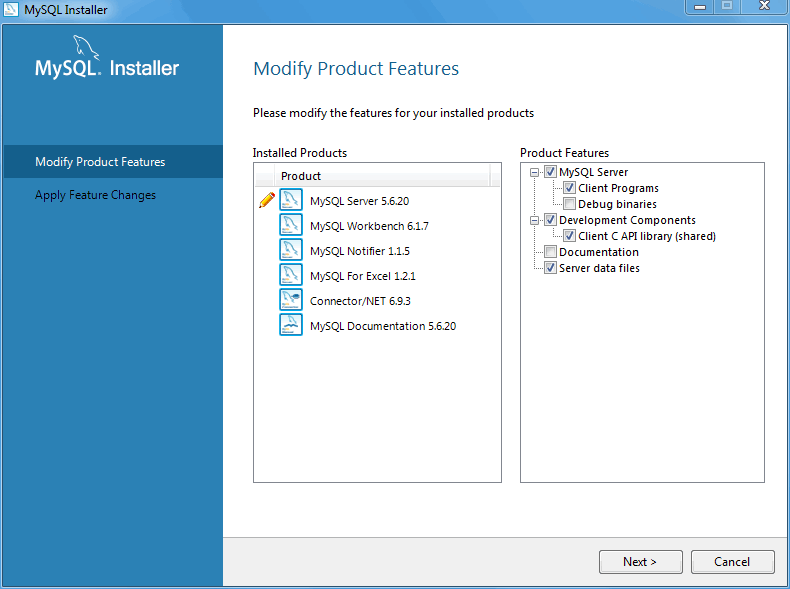 MySQL Installer
MySQL. Installer
Modify Product Features
Apply Feature Changes
Modify Product Features
Please modify the features for your installed products
Installed Products
Product
MySQL Server 5.6.20
MySQL Workbench 6.1.7
MySQL Notifier 1.1.5
MySQL For Excel 1.2.1
Connector/NET 6.9.3
MySQL Documentation 5.6.20
Product Features
MySQL Server
Client Programs
Debug binaries
Development Components
Client C API library (shared)
Documentation
Server data files
Next >
Cancel